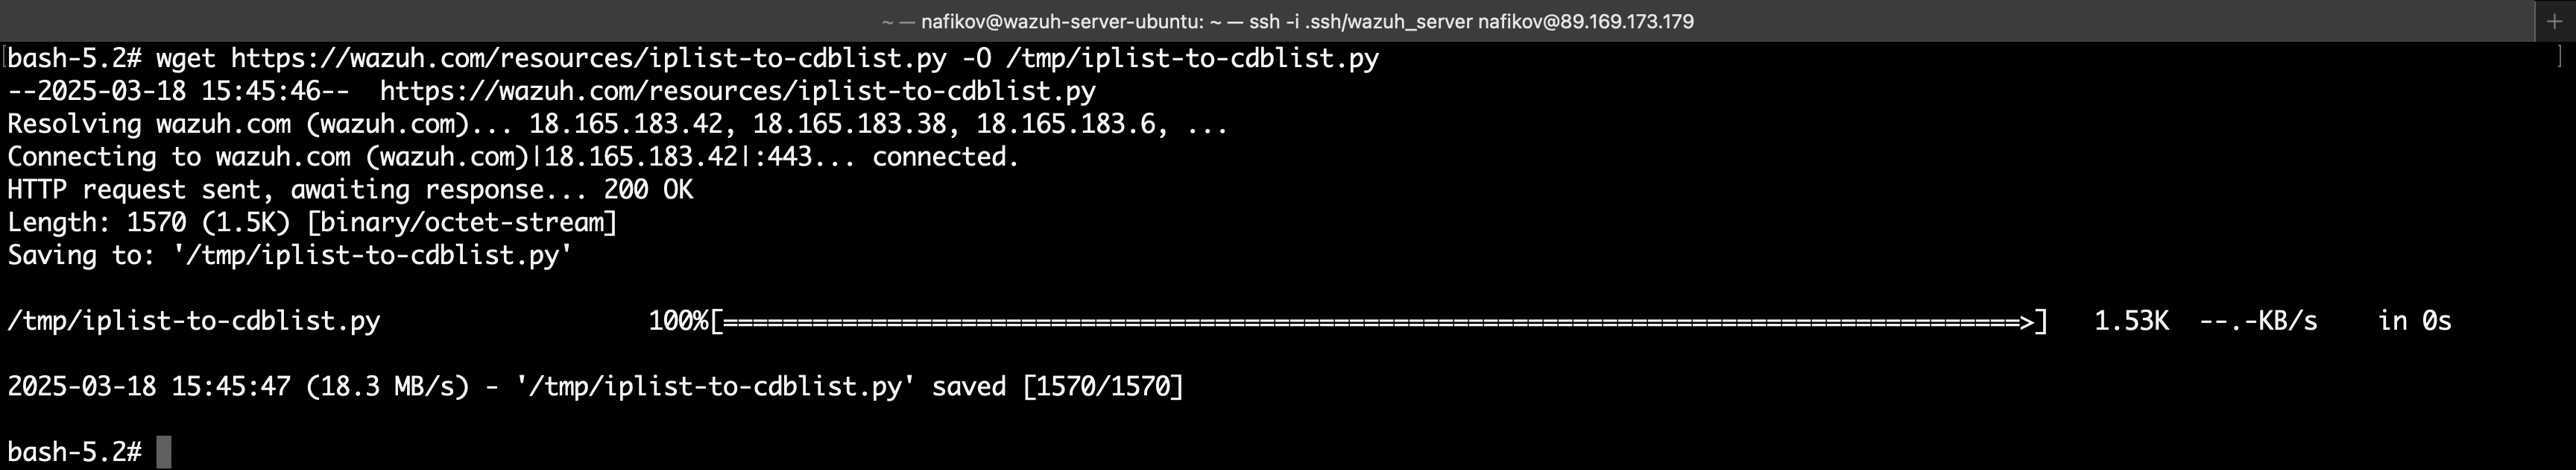 ~ — nafikov@wazuh-server-ubuntu: ~ — ssh -i .ssh/wazuh_server nafikov@89.169.173.179
+
[bash-5.2# wget https://wazuh.com/resources/iplist-to-cdblist.py -O /tmp/iplist-to-cdblist.py ]
--2025-03-18 15:45:46--  https://wazuh.com/resources/iplist-to-cdblist.py
Resolving wazuh.com (wazuh.com)... 18.165.183.42, 18.165.183.38, 18.165.183.6, ...
Connecting to wazuh.com (wazuh.com)|18.165.183.42|:443... connected.
HTTP request sent, awaiting response... 200 OK
Length: 1570 (1.5K) [binary/octet-stream]
Saving to: '/tmp/iplist-to-cdblist.py'
/tmp/iplist-to-cdblist.py 100%[=======================================================================================>] 1.53K --.-KB/s in 0s
2025-03-18 15:45:47 (18.3 MB/s) - '/tmp/iplist-to-cdblist.py' saved [1570/1570]
bash-5.2#